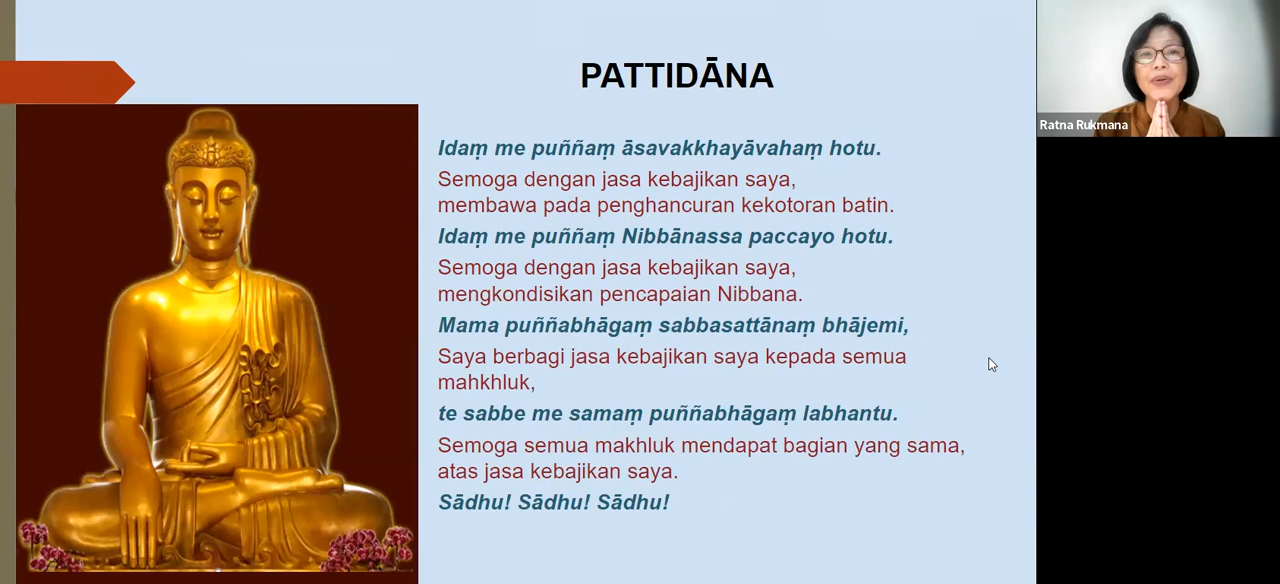 PATTIDĀNA
Idaṃ me puññaṃ āsavakkhayāvahaṃ hotu.
Semoga dengan jasa kebajikan saya,
membawa pada penghancuran kekotoran batin.
Idaṃ me puññaṃ Nibbānassa paccayo hotu.
Semoga dengan jasa kebajikan saya,
mengkondisikan pencapaian Nibbana.
Mama puññabhāgaṃ sabbasattānaṃ bhājemi,
Saya berbagi jasa kebajikan saya kepada semua
mahkhluk,
te sabbe me samaṃ puññabhāgaṃ labhantu.
Semoga semua makhluk mendapat bagian yang sama,
atas jasa kebajikan saya.
Sādhu! Sādhu! Sādhu!
Ratna Rukmana